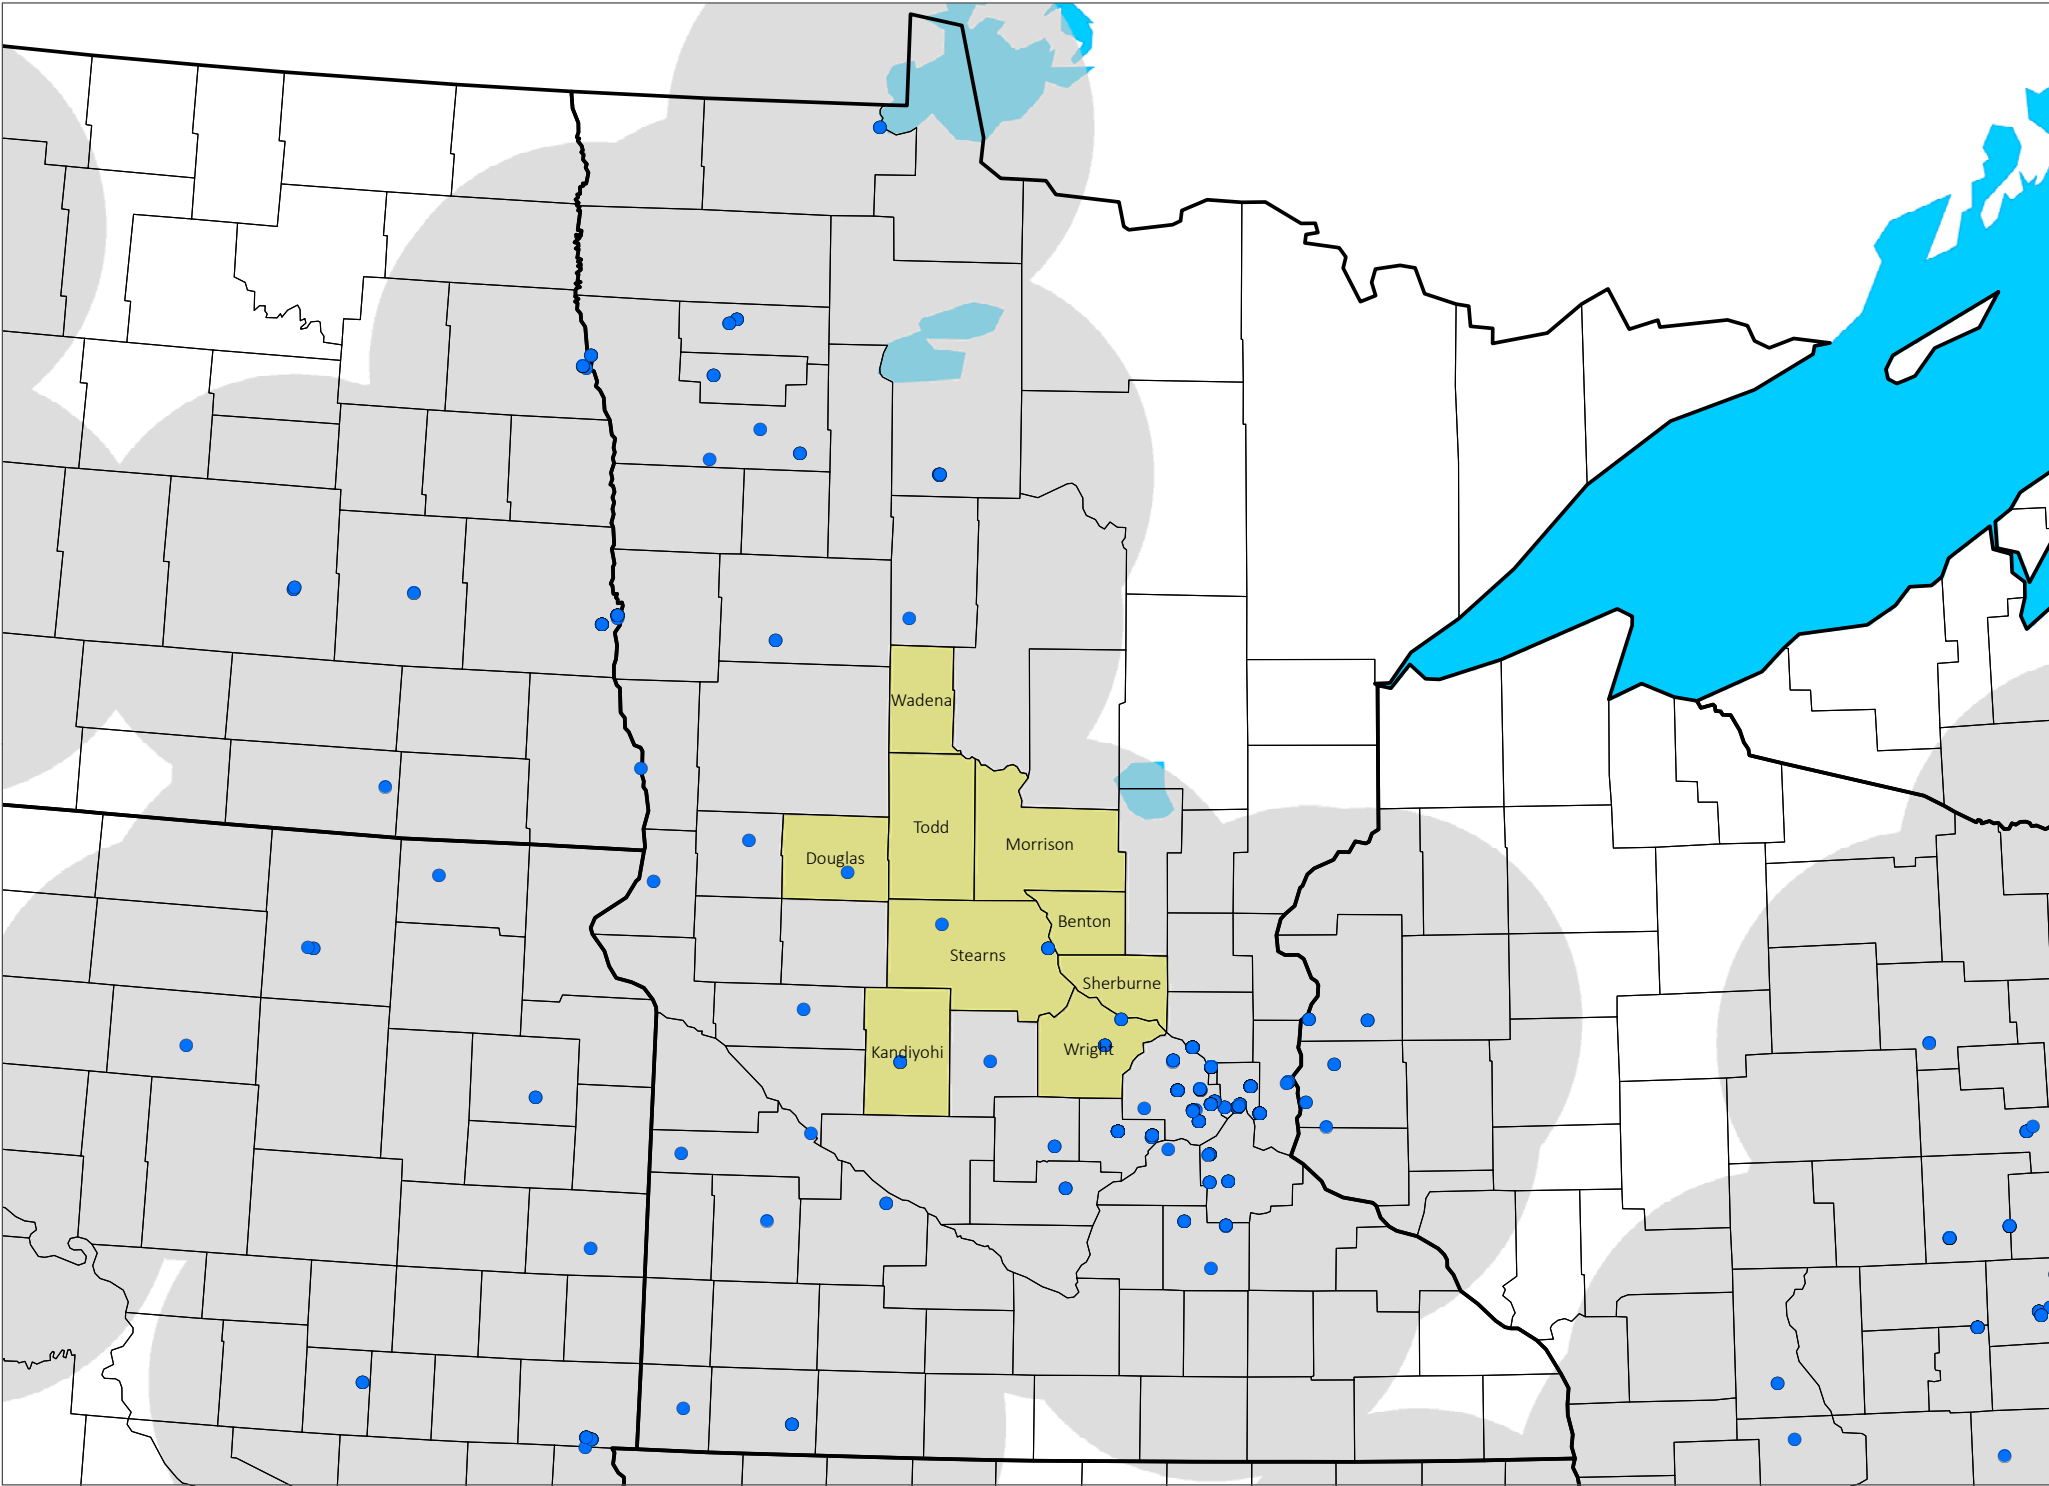 Wadena
Todd
Morrison
Douglas
Benton
Stearns
Sherburne
Kandiyohi
Wright